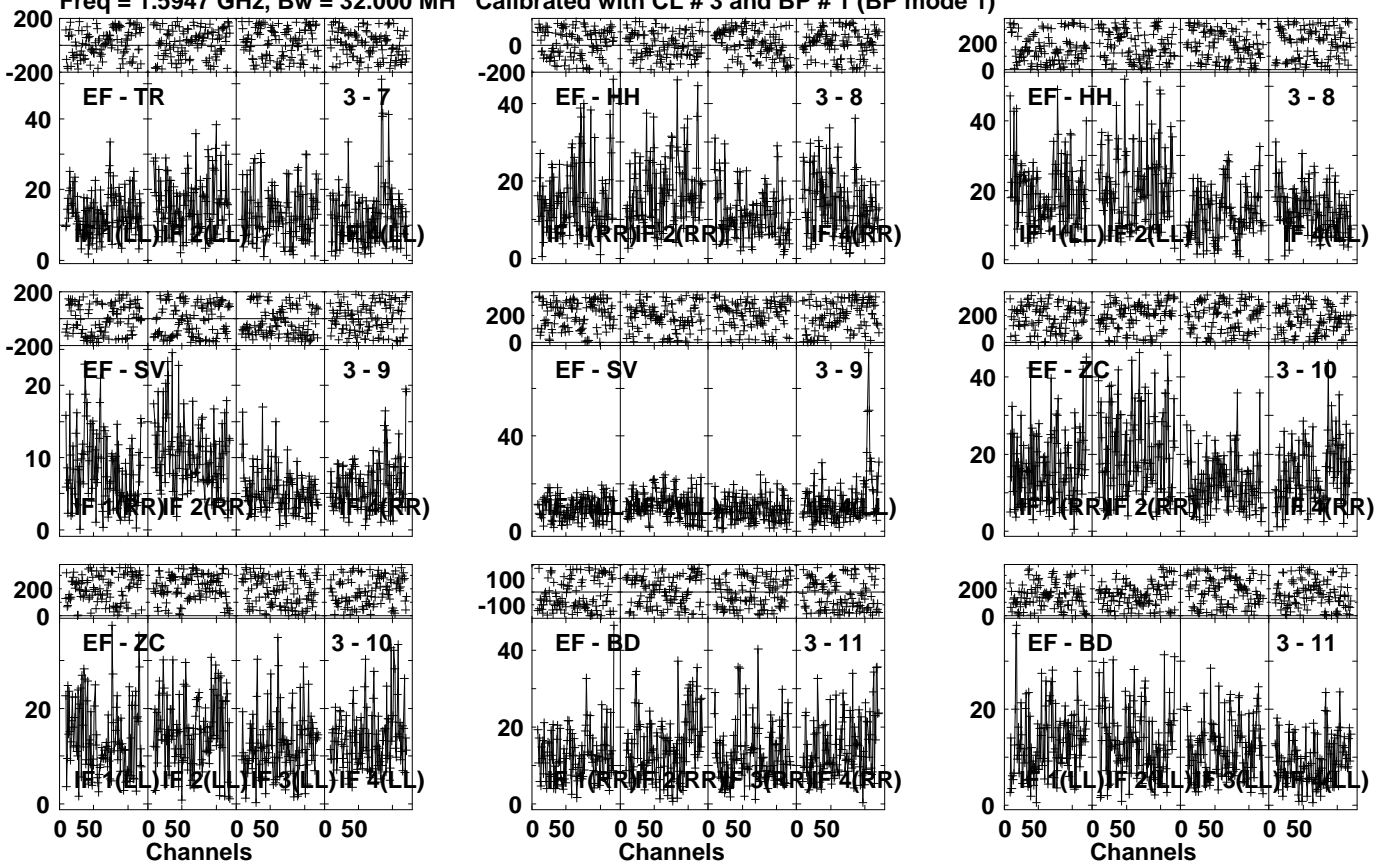 Freq = 1.5947 GHz, Bw = 32.000 MH Calibrated with CL # 3 and BP # 1 (BP mode 1)
200
-200
EF - TR 3 - 7
40
20
0
IF 1(LL) IF 2(LL) IF 4(LL)
0
-200
EF - HH 3 - 8
40
20
0
IF 1(RR) IF 2(RR) IF 4(RR)
200
0
EF - HH 3 - 8
40
20
0
IF 1(LL) IF 2(LL) IF 4(LL)
200
-200
EF - SV 3 - 9
20
10
0
IF 1(RR) IF 2(RR) IF 4(RR)
200
0
EF - SV 3 - 9
40
0
IF 1(LL) IF 2(LL) IF 4(LL)
200
0
EF - ZC 3 - 10
40
20
0
IF 1(RR) IF 2(RR) IF 4(RR)
200
0
EF - ZC 3 - 10
20
0
IF 1(LL) IF 2(LL) IF 3(LL) IF 4(LL)
0 50 0 50 0 50 0 50
Channels
100
-100
EF - BD 3 - 11
40
20
0
IF 1(RR) IF 2(RR) IF 3(RR) IF 4(RR)
0 50 0 50 0 50 0 50
Channels
200
0
EF - BD 3 - 11
20
0
IF 1(LL) IF 2(LL) IF 3(LL) IF 4(LL)
0 50 0 50 0 50 0 50
Channels